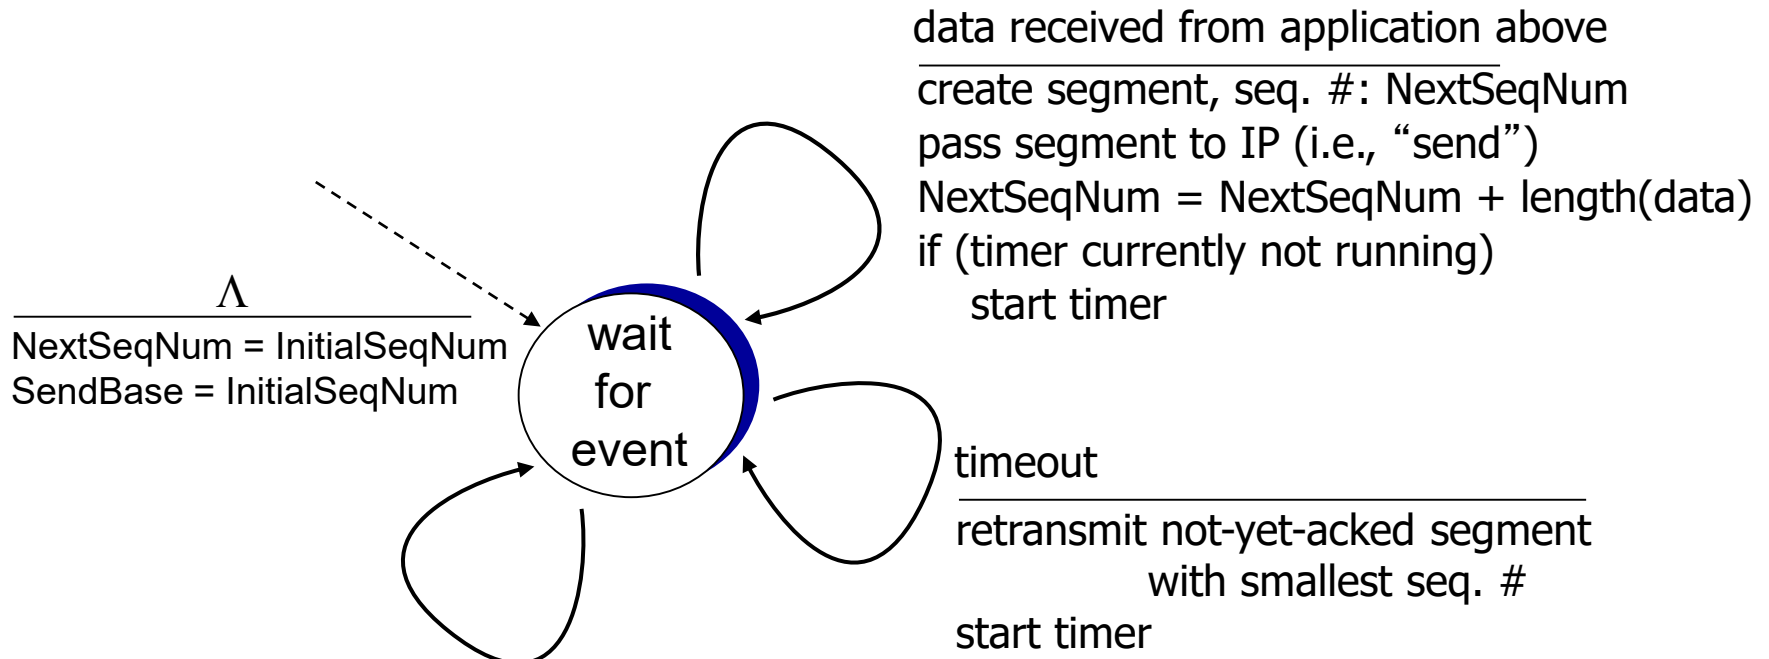 data received from application above
create segment, seq. #: NextSeqNum
pass segment to IP (i.e., “send”)
NextSeqNum = NextSeqNum + length(data)
if (timer currently not running)
start timer
Λ
NextSeqNum = InitialSeqNum
SendBase = InitialSeqNum
wait
for
event
timeout
retransmit not-yet-acked segment
with smallest seq. #
start timer